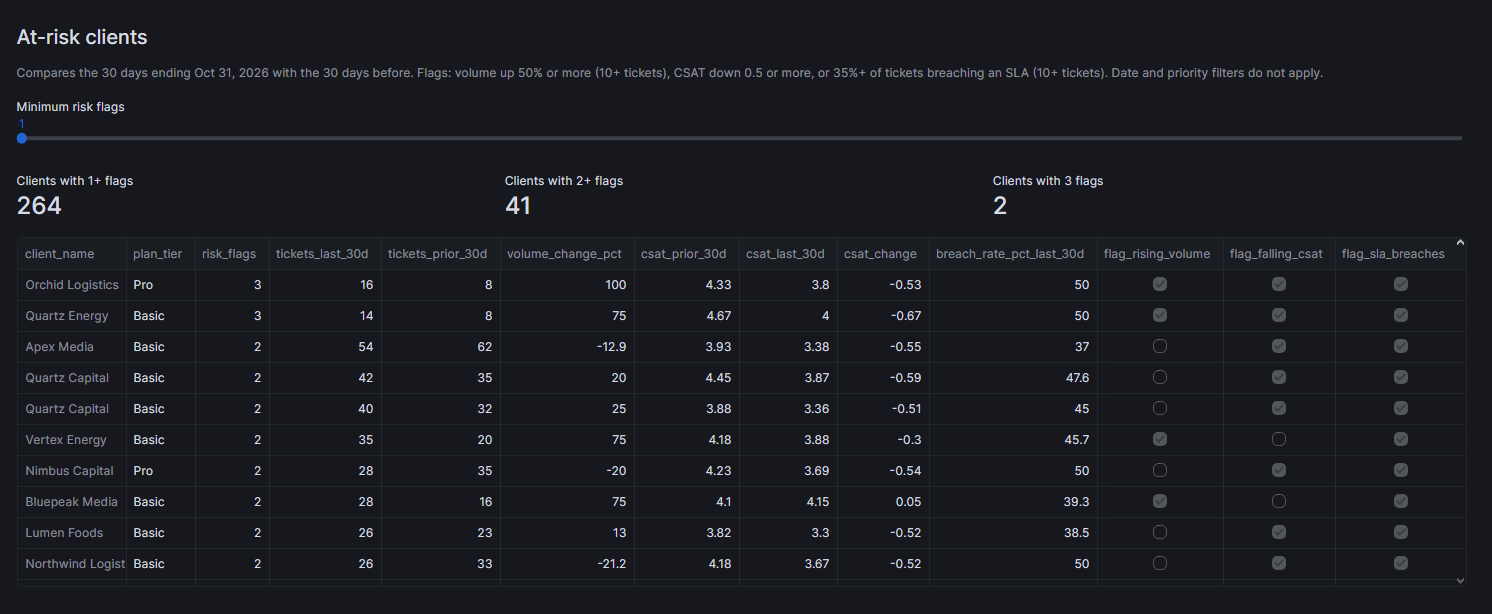 At-risk clients
Compares the 30 days ending Oct 31, 2026 with the 30 days before. Flags: volume up 50% or more (10+ tickets), CSAT down 0.5 or more, or 35%+ of tickets breaching an SLA (10+ tickets). Date and priority filters do not apply.
Minimum risk flags
1
Clients with 1+ flags Clients with 2+ flags Clients with 3 flags
264 41 2
client_name plan_tier risk_flags tickets_last_30d tickets_prior_30d volume_change_pct csat_prior_30d csat_last_30d csat_change breach_rate_pct_last_30d flag_rising_volume flag_falling_csat flag_sla_breaches
Orchid Logistics Pro 3 16 8 100 4.33 3.8 -0.53 50
Quartz Energy Basic 3 14 8 75 4.67 4 -0.67 50
Apex Media Basic 2 54 62 -12.9 3.93 3.38 -0.55 37
Quartz Capital Basic 2 42 35 20 4.45 3.87 -0.59 47.6
Quartz Capital Basic 2 40 32 25 3.88 3.36 -0.51 45
Vertex Energy Basic 2 35 20 75 4.18 3.88 -0.3 45.7
Nimbus Capital Pro 2 28 35 -20 4.23 3.69 -0.54 50
Bluepeak Media Basic 2 28 16 75 4.1 4.15 0.05 39.3
Lumen Foods Basic 2 26 23 13 3.82 3.3 -0.52 38.5
Northwind Logist Basic 2 26 33 -21.2 4.18 3.67 -0.52 50